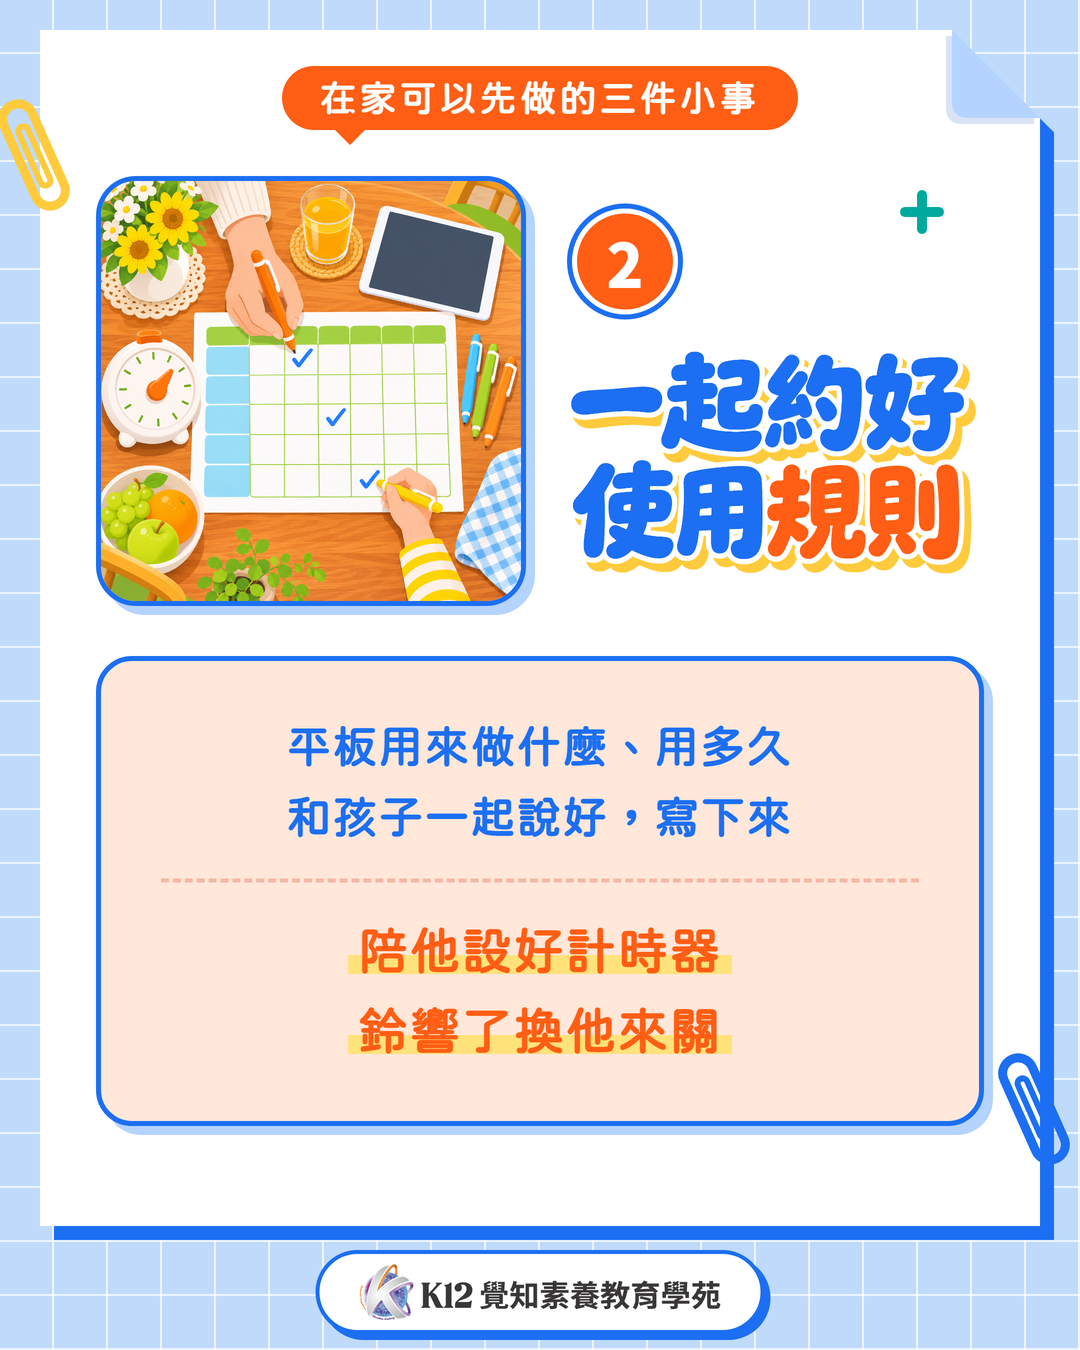 在家可以先做的三件小事
2
一起約好
使用規則
平板用來做什麼、用多久
和孩子一起說好，寫下來
陪他設好計時器
鈴響了換他來關
K12 覺知素養教育學苑